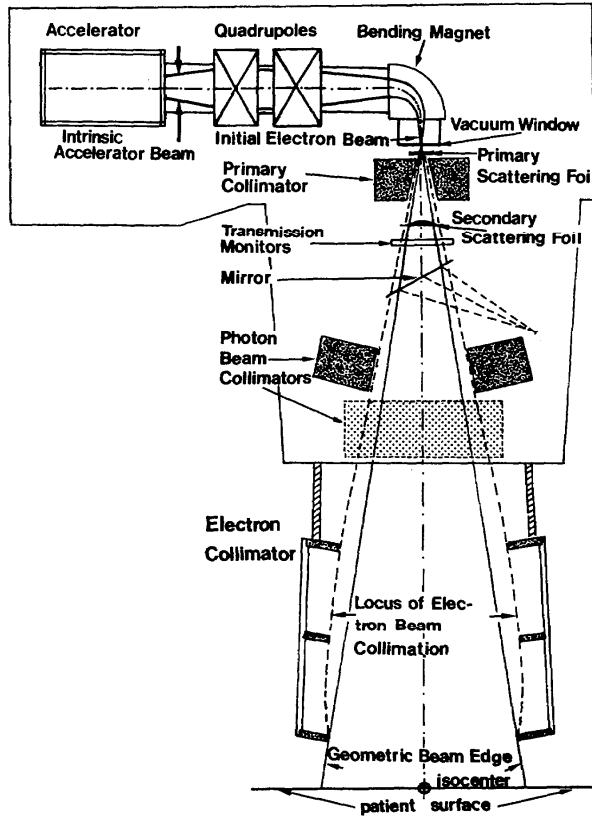 Accelerator
Quadrupoles
Bending Magnet
Intrinsic
Accelerator Beam
Initial Electron Beam
Vacuum Window
Primary
Collimator
Primary
Scattering Foil
Transmission
Monitors
Secondary
Scattering Foil
Mirror
Photon
Beam
Collimators
Electron
Collimator
Locus of Elec-
tron Beam
Collimation
Geometric Beam Edge
isocenter
patient surface